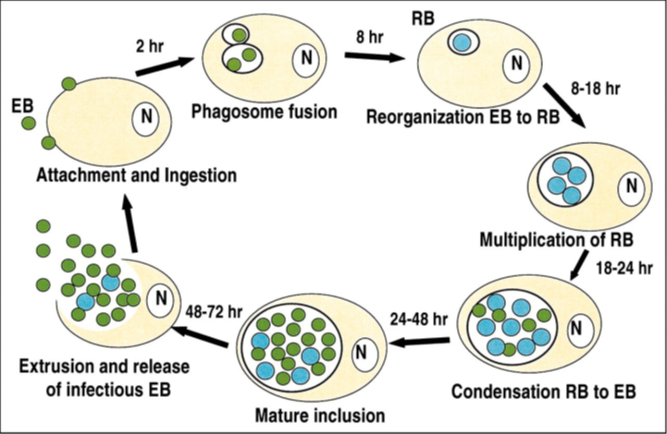 EB
N
Attachment and Ingestion
2 hr
N
Phagosome fusion
8 hr
RB
N
Reorganization EB to RB
8-18 hr
N
Multiplication of RB
18-24 hr
N
Condensation RB to EB
24-48 hr
N
Mature inclusion
48-72 hr
N
Extrusion and release
of infectious EB